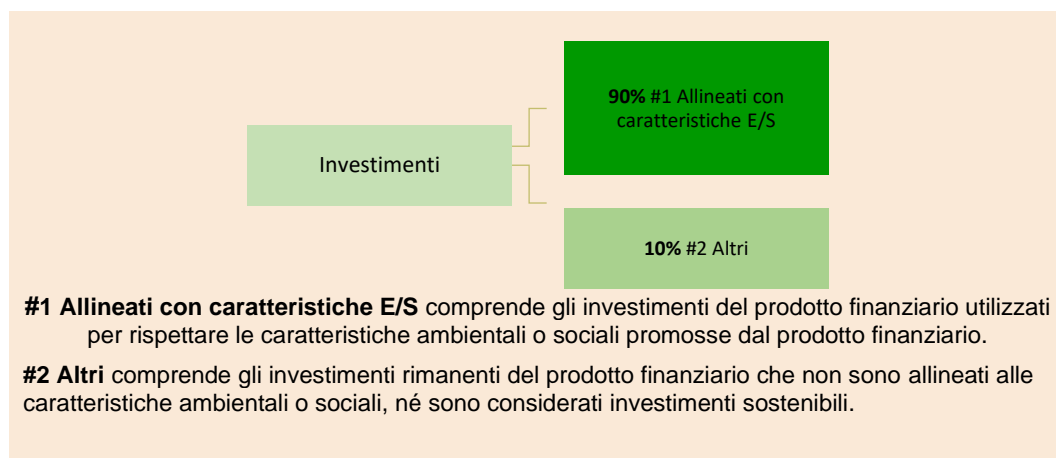 90% #1 Allineati con
caratteristiche E/S
Investimenti
10% #2 Altri
#1 Allineati con caratteristiche E/S comprende gli investimenti del prodotto finanziario utilizzati
per rispettare le caratteristiche ambientali o sociali promosse dal prodotto finanziario.
#2 Altri comprende gli investimenti rimanenti del prodotto finanziario che non sono allineati alle
caratteristiche ambientali o sociali, né sono considerati investimenti sostenibili.